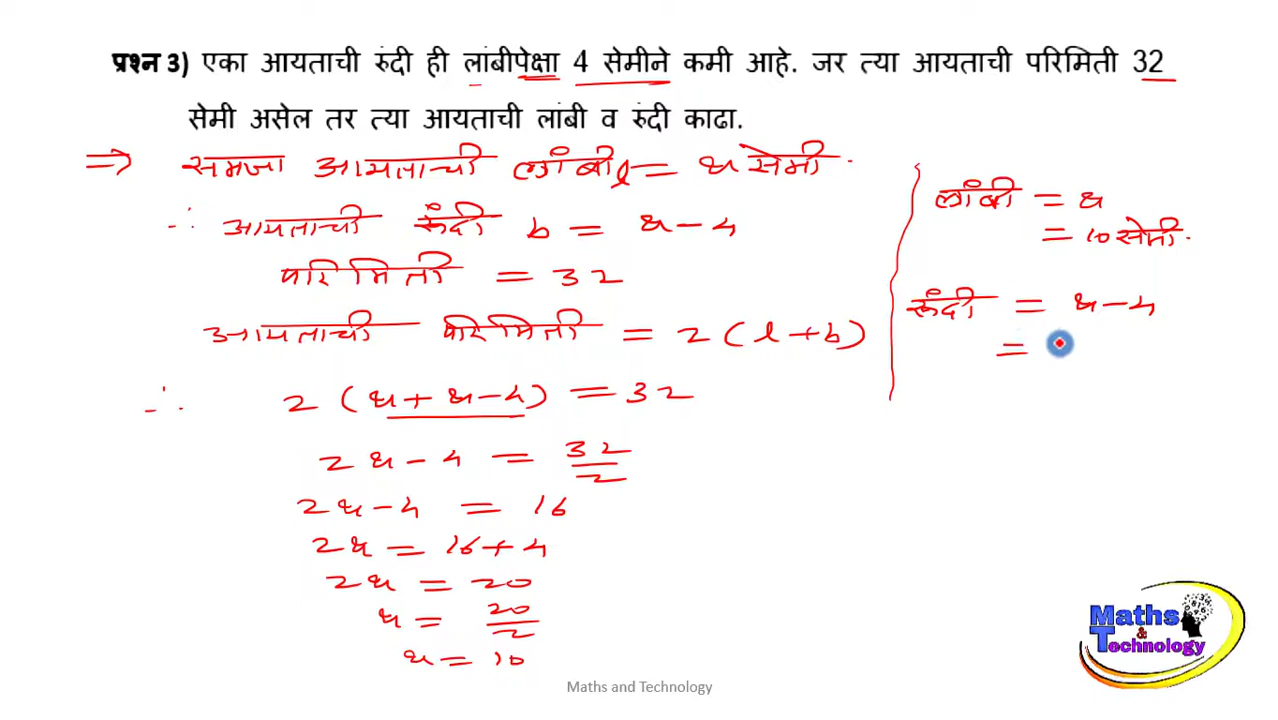 प्रश्न 3) एका आयताची रुंदी ही लांबीपेक्षा 4 सेमीने कमी आहे. जर त्या आयताची परिमिती 32
सेमी असेल तर त्या आयताची लांबी व रुंदी काढा.
⇒ समजा आयताची लांबी l = x सेमी.
∴ आयताची रुंदी b = x - 4
परिमिती = 32
आयताची परिमिती = 2 (l + b)
∴ 2 (x + x - 4) = 32
2x - 4 = 32/2
2x - 4 = 16
2x = 16 + 4
2x = 20
x = 20/2
x = 10
लांबी = x
= 10 सेमी.
रुंदी = x - 4
=
Maths
&
Technology
Maths and Technology